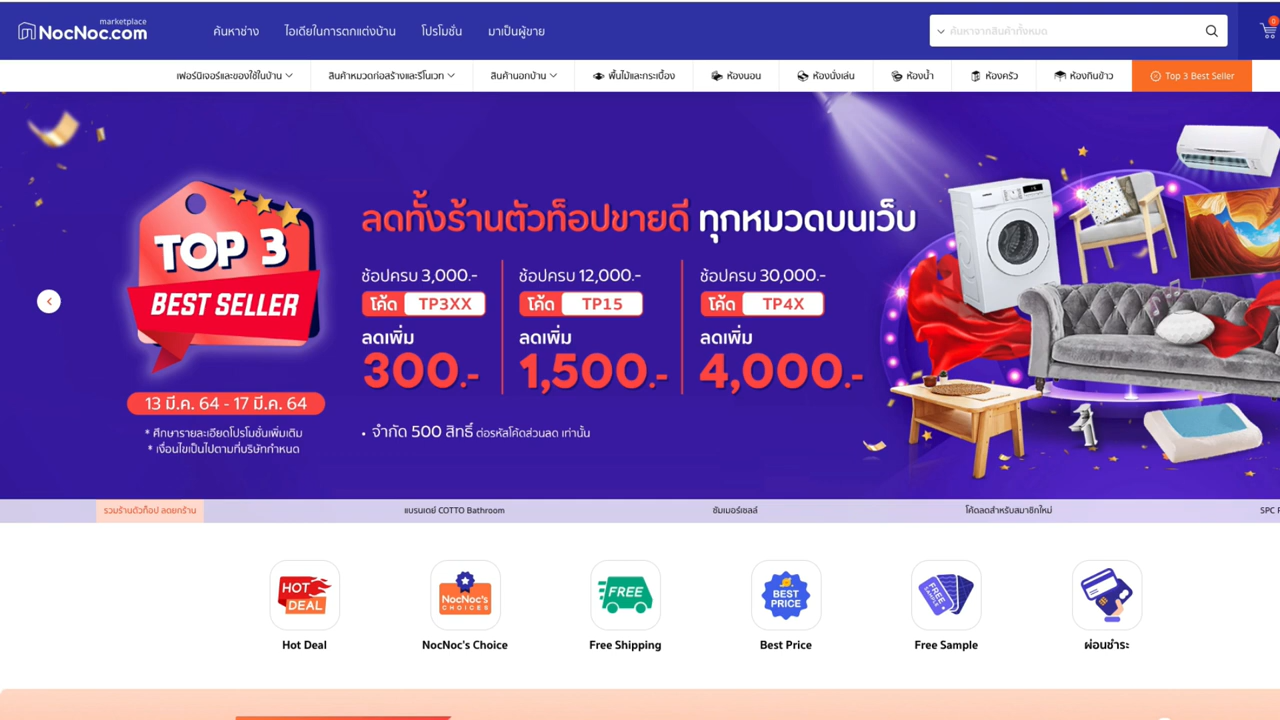 marketplace
NocNoc.com
ค้นหาช่าง
ไอเดียในการตกแต่งบ้าน
โปรโมชั่น
มาเป็นผู้ขาย
ค้นหาจากสินค้าทั้งหมด
0
เฟอร์นิเจอร์และของใช้ในบ้าน
สินค้าหมวดก่อสร้างและรีโนเวท
สินค้านอกบ้าน
พื้นไม้และกระเบื้อง
ห้องนอน
ห้องนั่งเล่น
ห้องน้ำ
ห้องครัว
ห้องกินข้าว
Top 3 Best Seller
TOP 3
BEST SELLER
13 มี.ค. 64 - 17 มี.ค. 64
* ศึกษารายละเอียดโปรโมชั่นเพิ่มเติม
* เงื่อนไขเป็นไปตามที่บริษัทกำหนด
ลดทั้งร้านตัวท็อปขายดี ทุกหมวดบนเว็บ
ช้อปครบ 3,000.-
โค้ด TP3XX
ลดเพิ่ม
300.-
ช้อปครบ 12,000.-
โค้ด TP15
ลดเพิ่ม
1,500.-
ช้อปครบ 30,000.-
โค้ด TP4X
ลดเพิ่ม
4,000.-
• จำกัด 500 สิทธิ์ ต่อรหัสโค้ดส่วนลด เท่านั้น
รวมร้านตัวท็อป ลดยกร้าน
แบรนเดย์ COTTO Bathroom
ซัมเมอร์เซลล์
โค้ดลดสำหรับสมาชิกใหม่
SPC
HOT
DEAL
Hot Deal
NocNoc's
CHOICES
NocNoc's Choice
FREE
Free Shipping
BEST
PRICE
Best Price
FREE
SAMPLE
Free Sample
ผ่อนชำระ